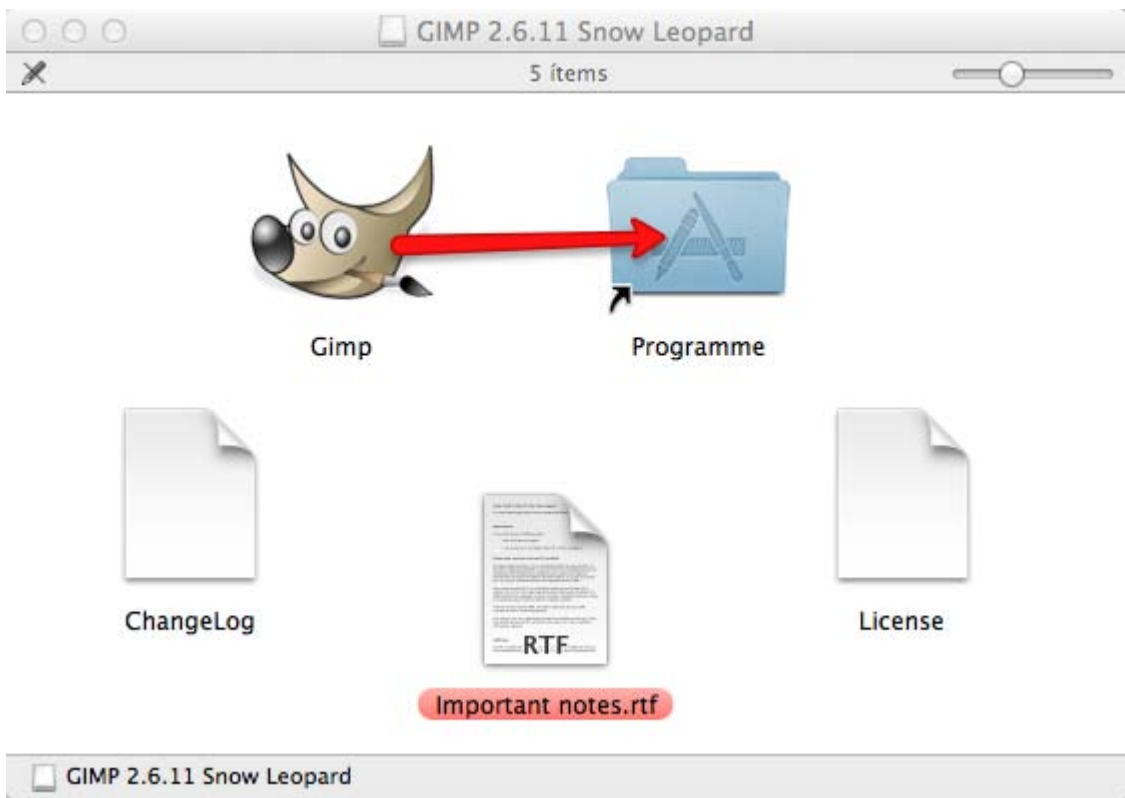 GIMP 2.6.11 Snow Leopard
5 ítems
Gimp
Programme
ChangeLog
License
RTF
Important notes.rtf
GIMP 2.6.11 Snow Leopard